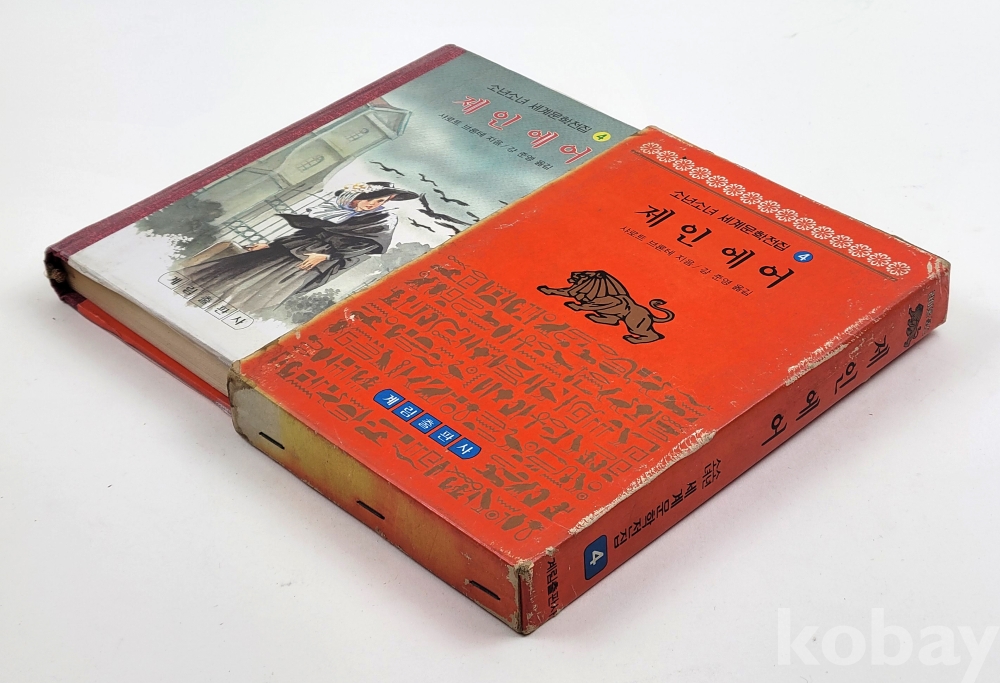 소년소녀 세계문학전집 4
제인 에어
샤로트 브론테 지음 / 강 준 령 옮김
계림출판사
소년소녀 세계문학전집 4
제인 에어
샤로트 브론테 지음 / 강 준 령 옮김
계림출판사
제인 에어
소년소녀 세계문학전집
4
계림출판사
kobay